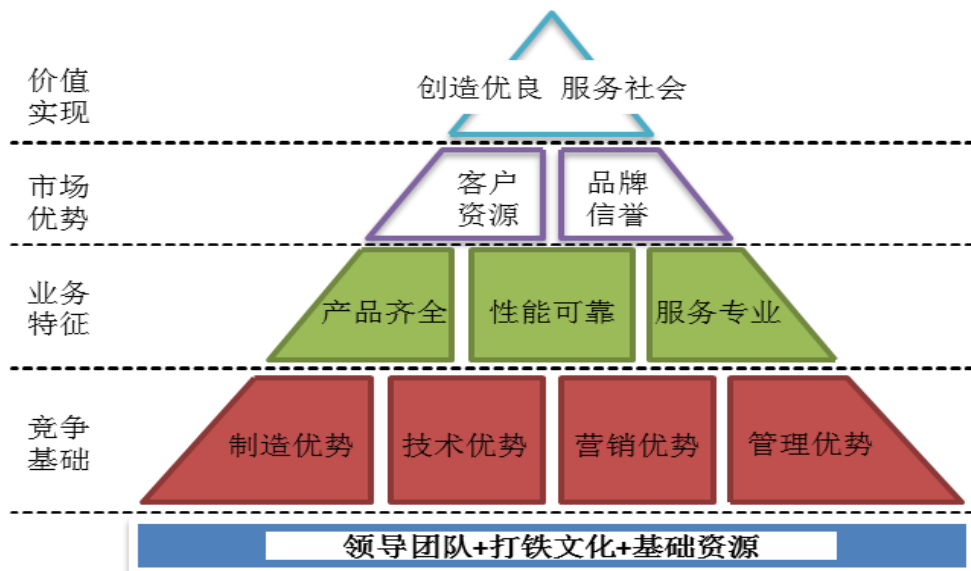 价值
实现
创造优良 服务社会
市场
优势
客户
资源
品牌
信誉
业务
特征
产品齐全
性能可靠
服务专业
竞争
基础
制造优势
技术优势
营销优势
管理优势
领导团队+打铁文化+基础资源